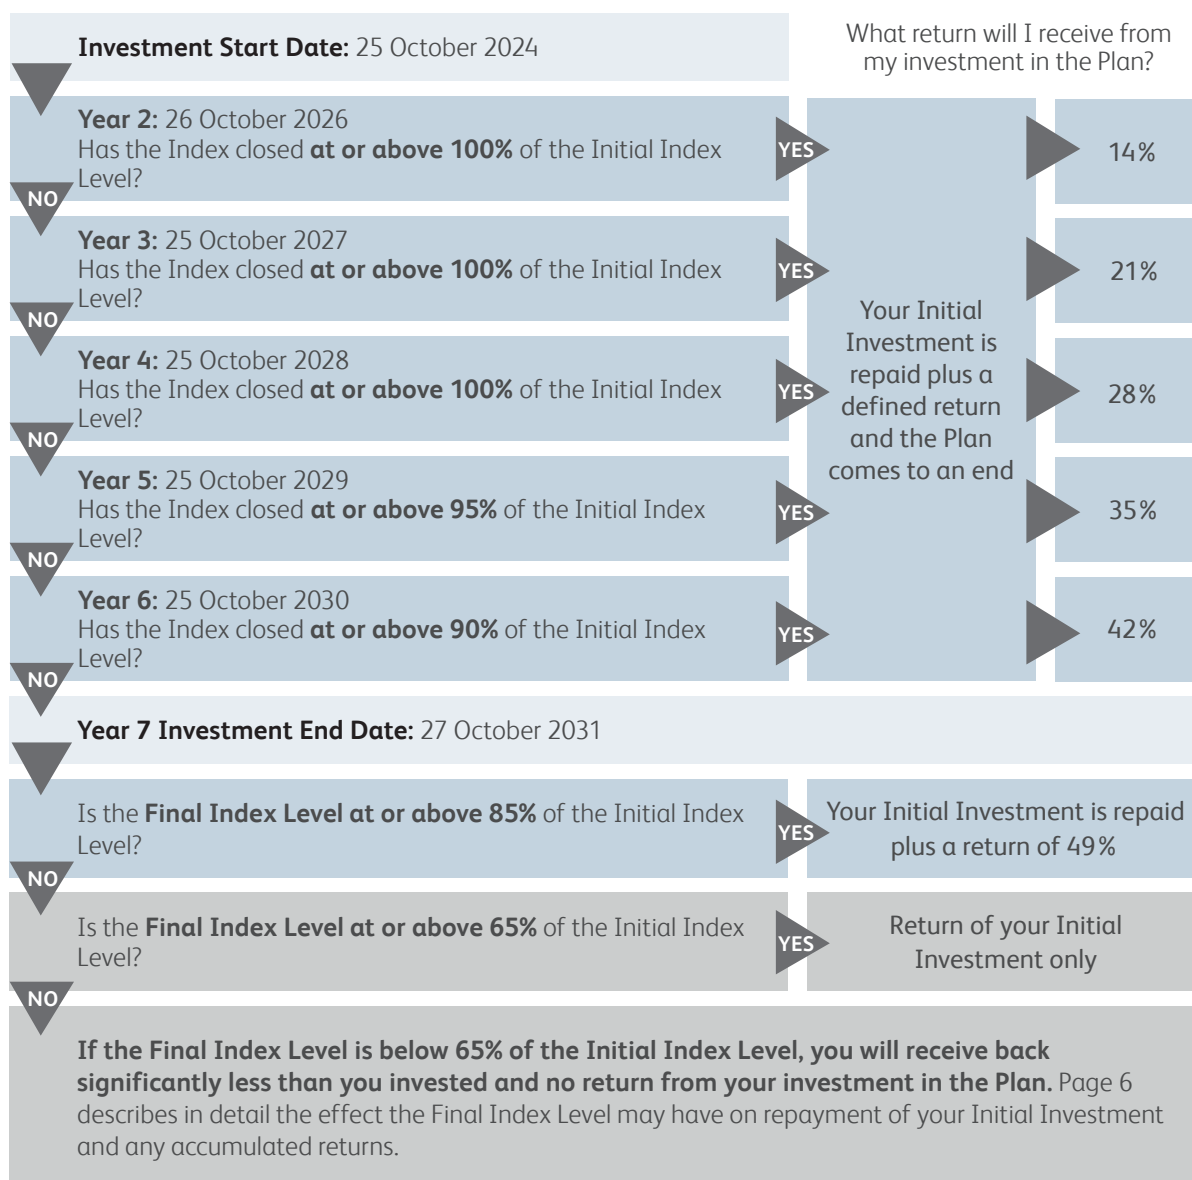 Investment Start Date: 25 October 2024
What return will I receive from
my investment in the Plan?
Year 2: 26 October 2026
Has the Index closed at or above 100% of the Initial Index
Level?
YES
14%
NO
Year 3: 25 October 2027
Has the Index closed at or above 100% of the Initial Index
Level?
YES
21%
NO
Year 4: 25 October 2028
Has the Index closed at or above 100% of the Initial Index
Level?
YES
28%
NO
Year 5: 25 October 2029
Has the Index closed at or above 95% of the Initial Index
Level?
YES
35%
NO
Year 6: 25 October 2030
Has the Index closed at or above 90% of the Initial Index
Level?
YES
42%
NO
Your Initial
Investment is
repaid plus a
defined return
and the Plan
comes to an end
Year 7 Investment End Date: 27 October 2031
Is the Final Index Level at or above 85% of the Initial Index
Level?
YES
Your Initial Investment is repaid
plus a return of 49%
NO
Is the Final Index Level at or above 65% of the Initial Index
Level?
YES
Return of your Initial
Investment only
NO
If the Final Index Level is below 65% of the Initial Index Level, you will receive back
significantly less than you invested and no return from your investment in the Plan. Page 6
describes in detail the effect the Final Index Level may have on repayment of your Initial Investment
and any accumulated returns.